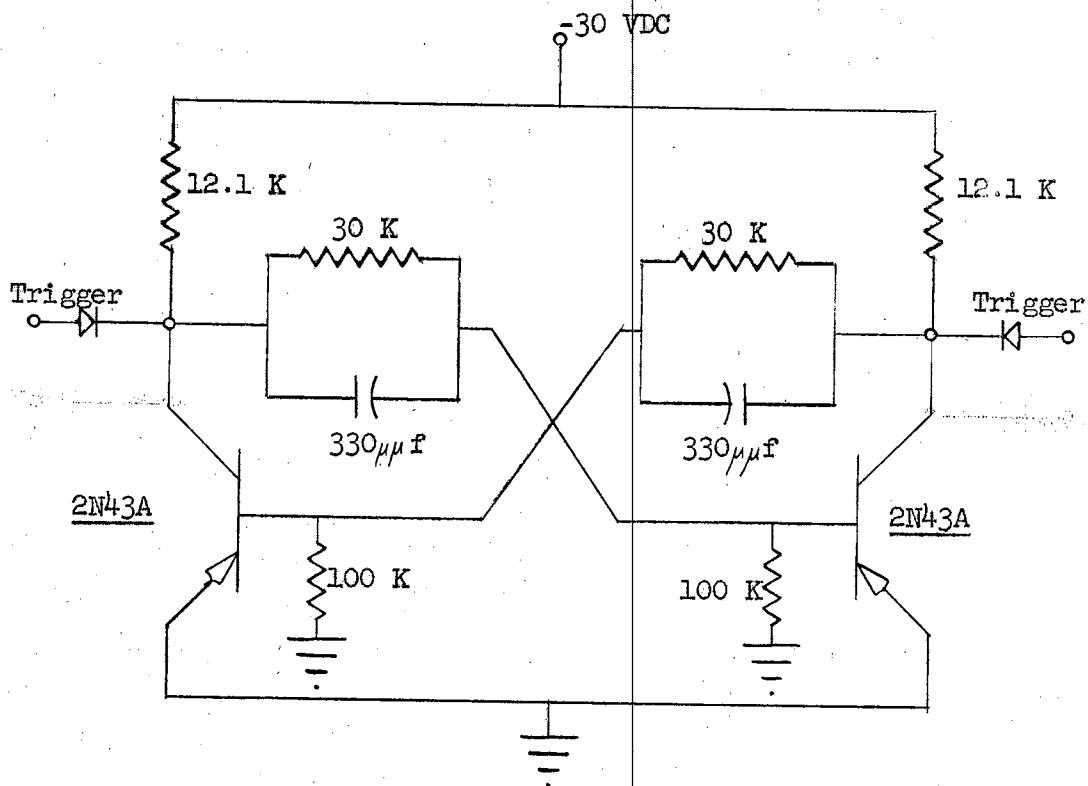 -30 VDC
12.1 K
12.1 K
30 K
30 K
Trigger
Trigger
330μμf
330μμf
2N43A
2N43A
100 K
100 K